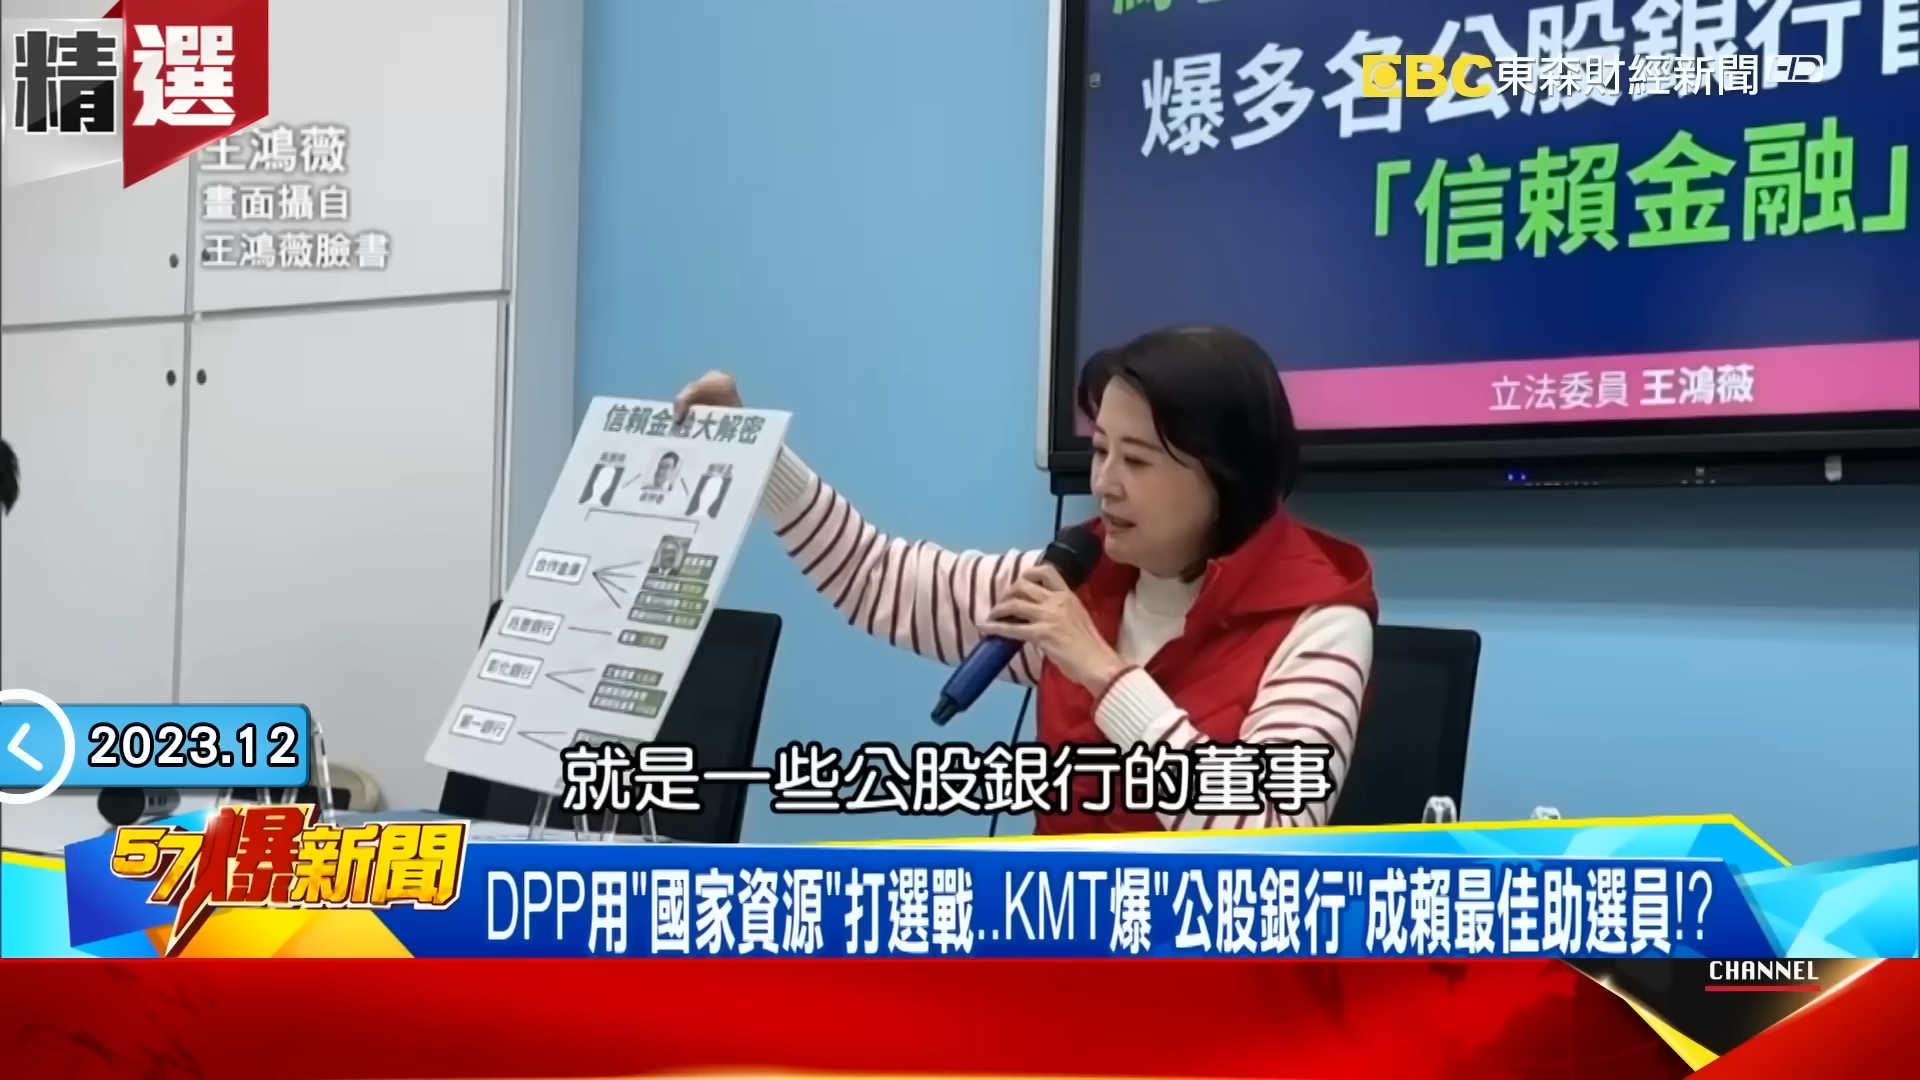 精選
EBC東森財經新聞HD
王鴻薇
畫面攝自
王鴻薇臉書
爆多名公股銀行
「信賴金融」
立法委員 王鴻薇
信賴金融大解密
合作金庫
兆豐銀行
彰化銀行
第一銀行
2023.12
就是一些公股銀行的董事
57爆新聞
DPP用"國家資源"打選戰..KMT爆"公股銀行"成賴最佳助選員!?
CHANNEL